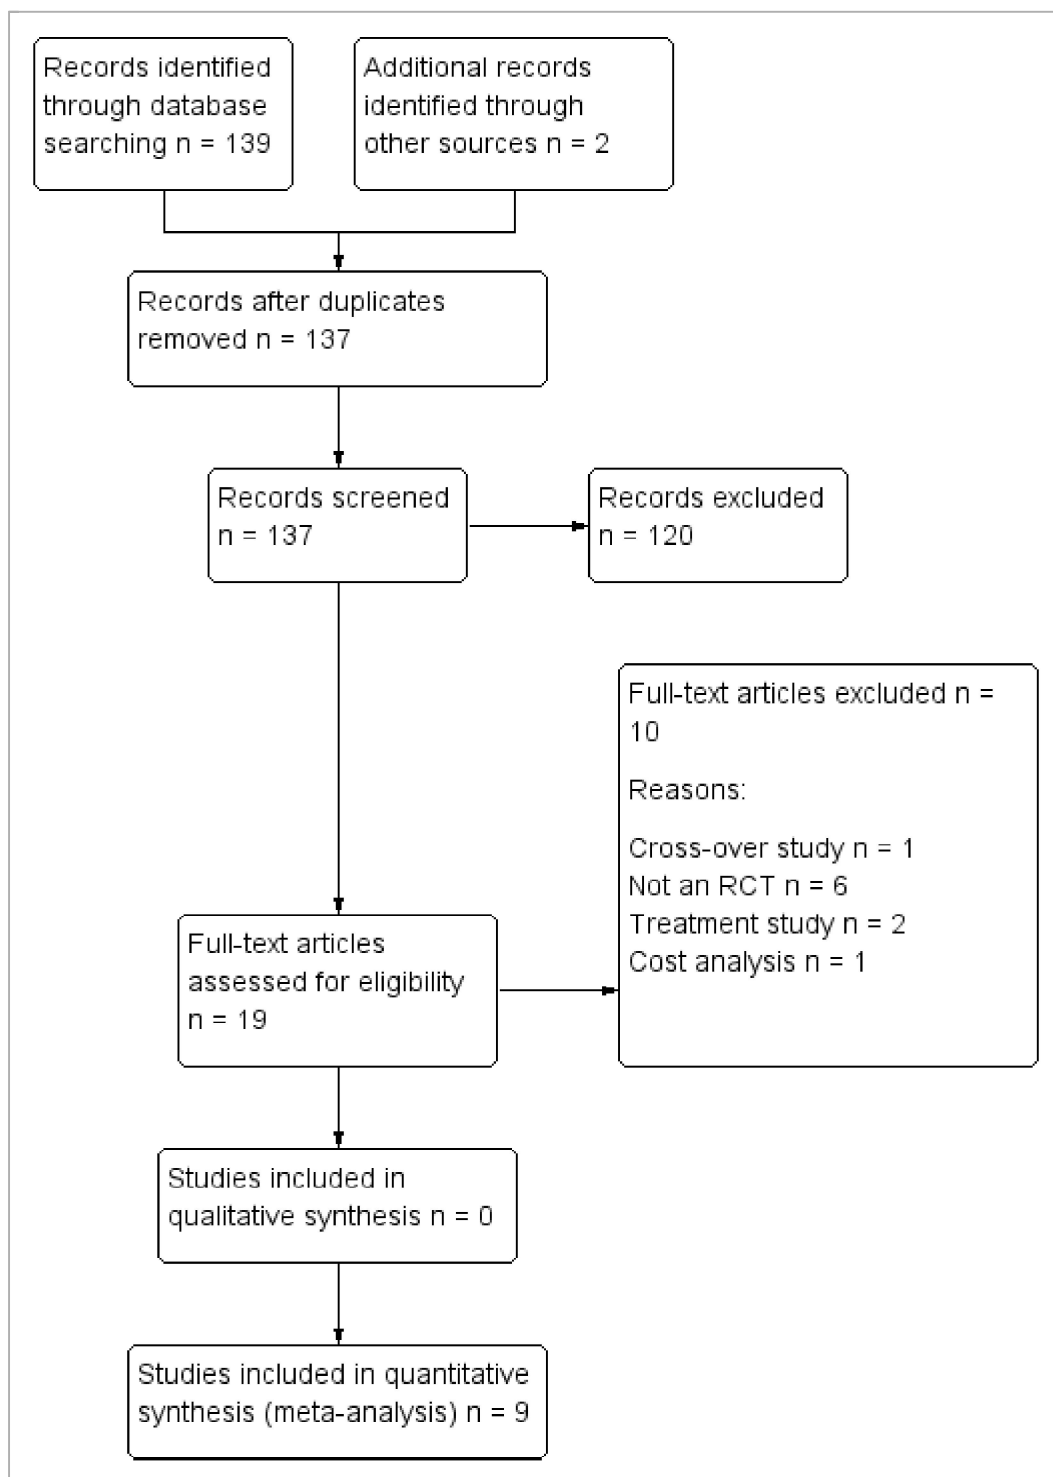 Records identified
through database
searching n = 139
Additional records
identified through
other sources n = 2
Records after duplicates
removed n = 137
Records screened
n = 137
Records excluded
n = 120
Full-text articles excluded n =
10
Reasons:
Cross-over study n = 1
Not an RCT n = 6
Treatment study n = 2
Cost analysis n = 1
Full-text articles
assessed for eligibility
n = 19
Studies included in
qualitative synthesis n = 0
Studies included in quantitative
synthesis (meta-analysis) n = 9